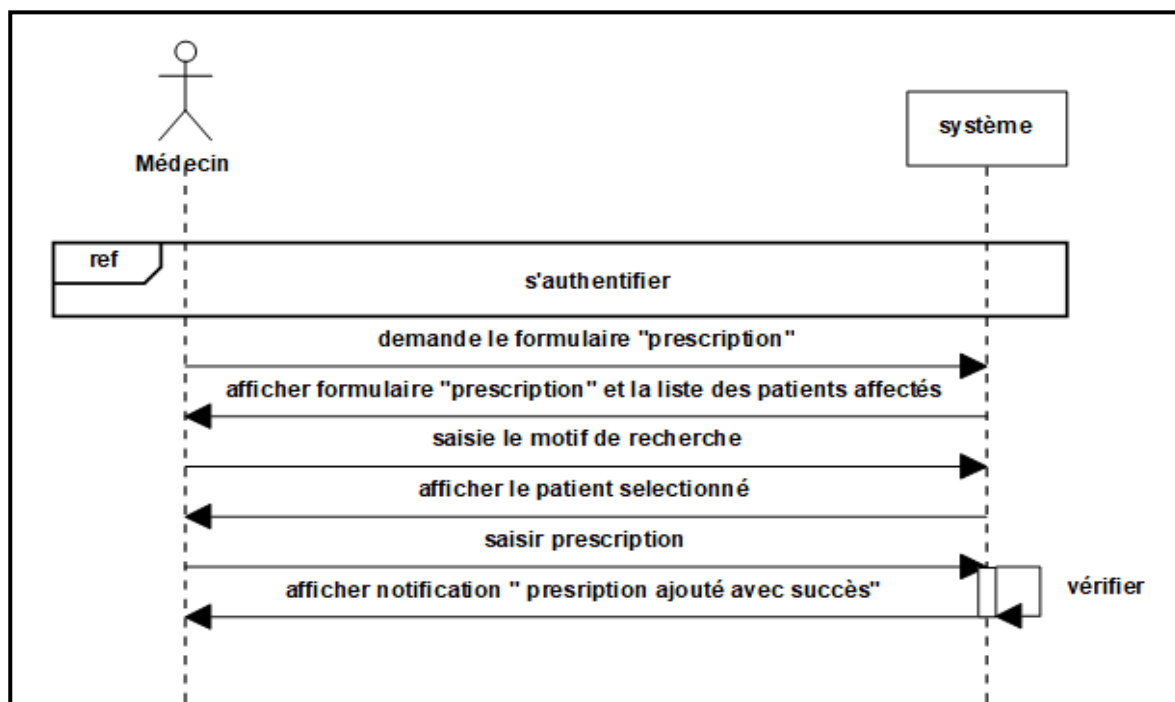 système
Médecin
ref
s'authentifier
demande le formulaire "prescription"
afficher formulaire "prescription" et la liste des patients affectés
saisie le motif de recherche
afficher le patient selectionné
saisir prescription
afficher notification " presription ajouté avec succès"
vérifier